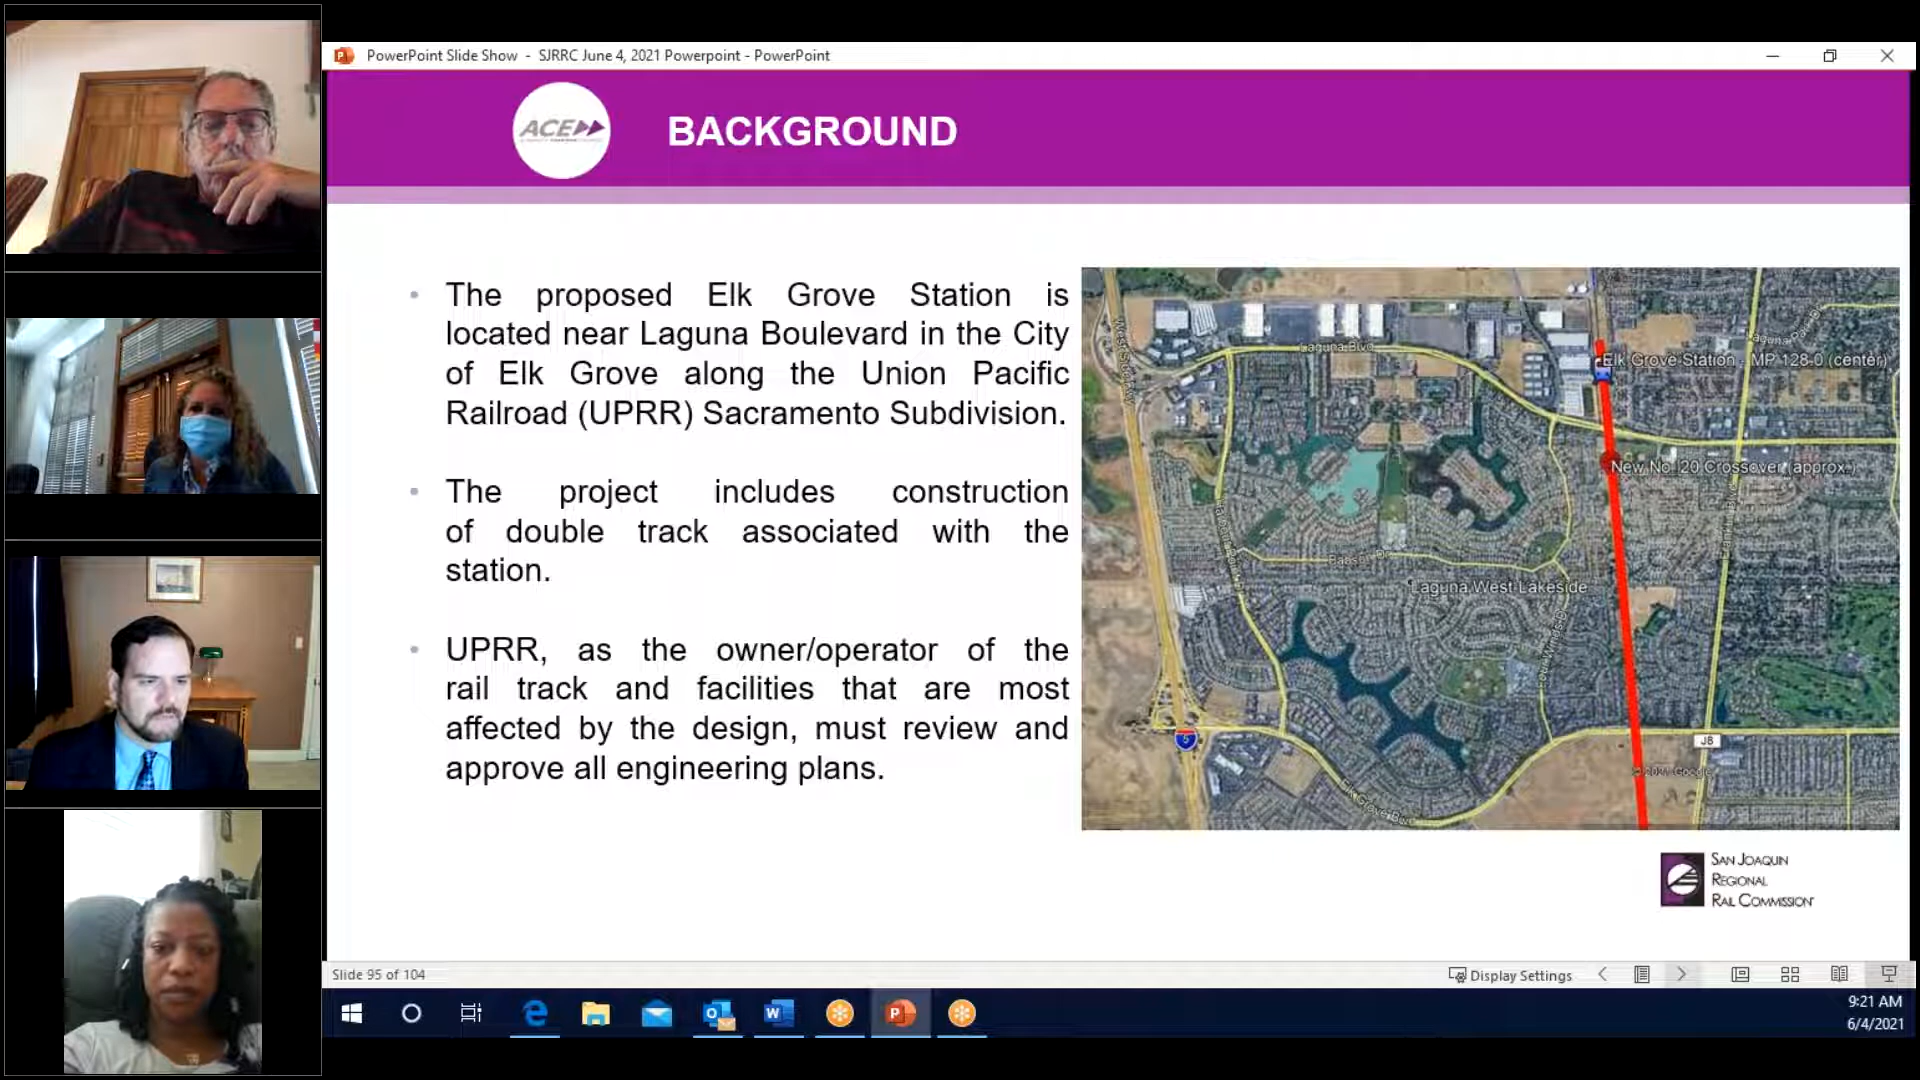 PowerPoint Slide Show - SJRRC June 4, 2021 Powerpoint - PowerPoint
ACE
BACKGROUND
The proposed Elk Grove Station is
located near Laguna Boulevard in the City
of Elk Grove along the Union Pacific
Railroad (UPRR) Sacramento Subdivision.
The project includes construction
of double track associated with the
station.
UPRR, as the owner/operator of the
rail track and facilities that are most
affected by the design, must review and
approve all engineering plans.
Laguna Blvd
Elk Grove Station - MP 128.0 (center)
New No. 20 Crossover (approx.)
Laguna West-Lakeside
5
J8
Elk Grove Blvd
© 2021 Google
SAN JOAQUIN
REGIONAL
RAIL COMMISSION
Slide 95 of 104
Display Settings
9:21 AM
6/4/2021